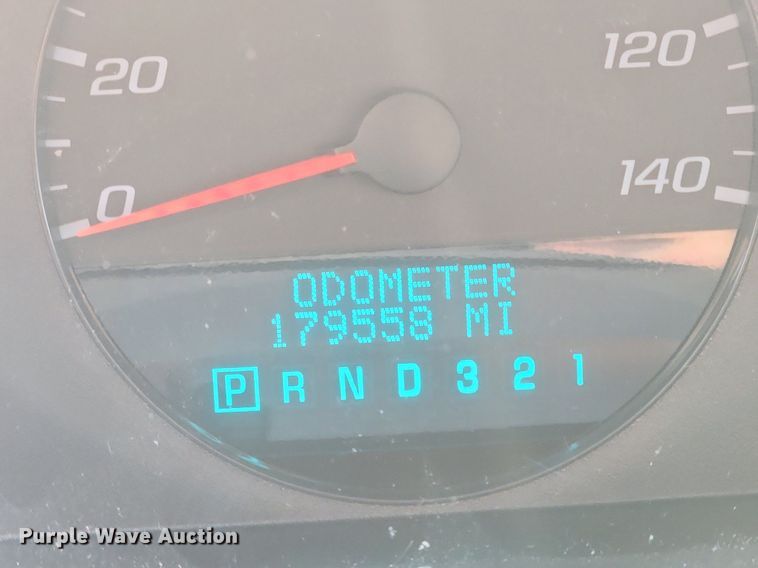 20
120
0
140
ODOMETER
179558 MI
P R N D 3 2 1
Purple Wave Auction